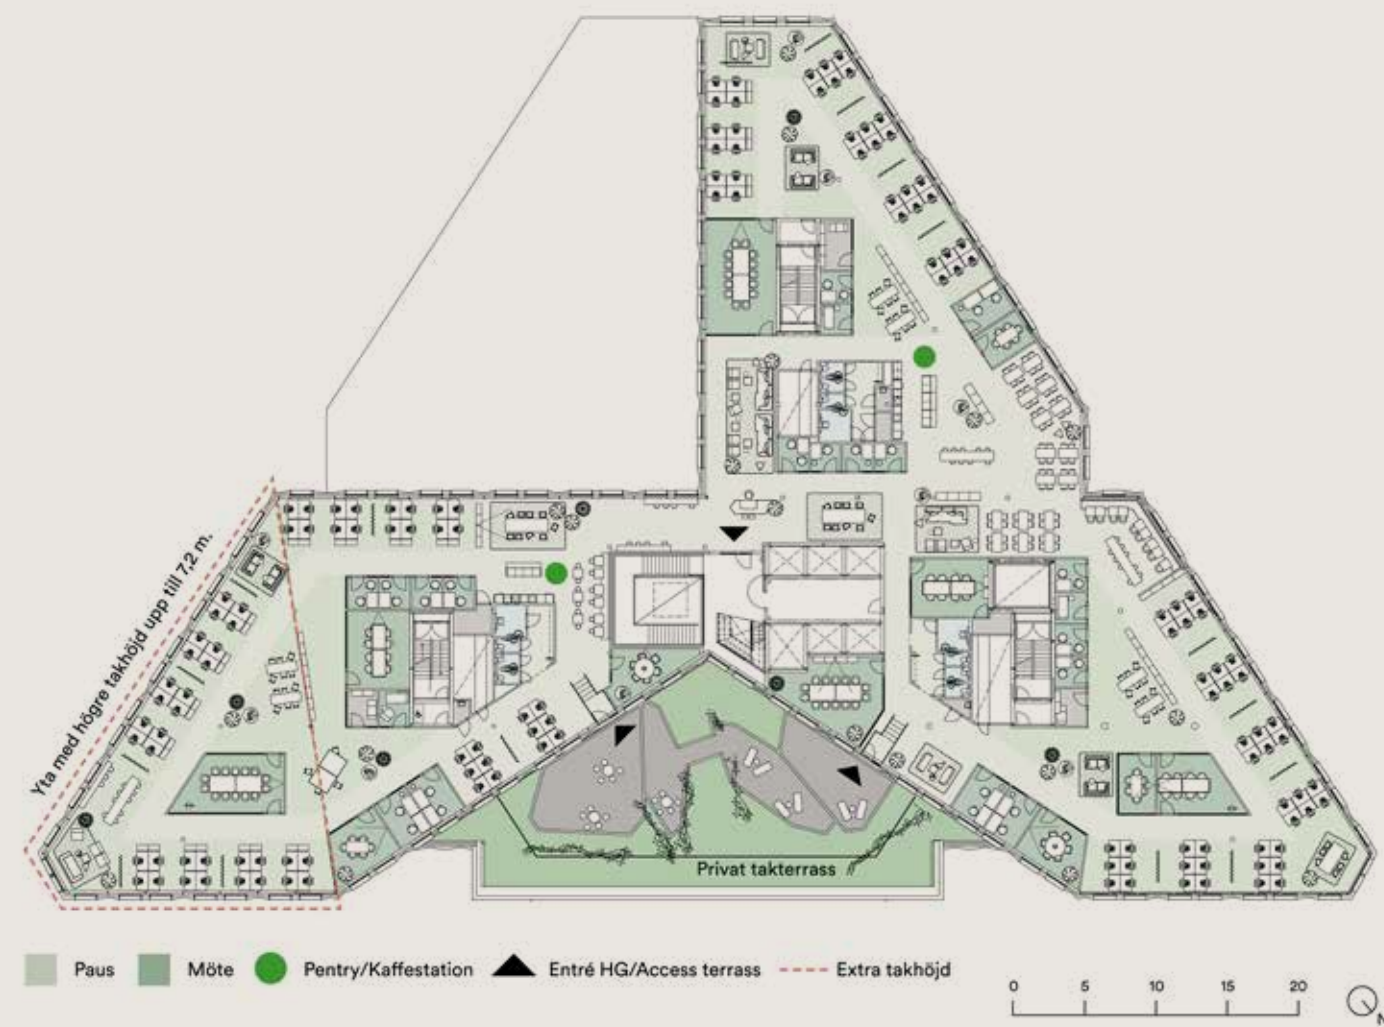 Yta med högre takhöjd upp till 7,2 m.
Privat takterrass
Paus
Möte
Pentry/Kaffestation
Entré HG/Access terrass
Extra takhöjd
0 5 10 15 20
N